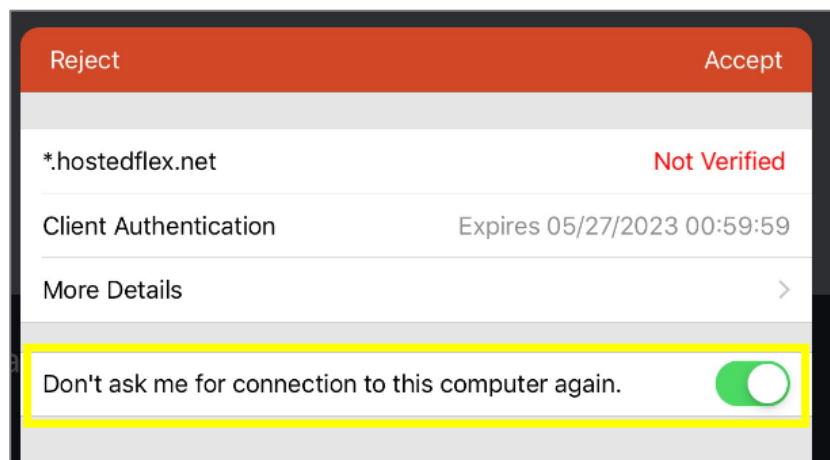 Reject Accept
*.hostedflex.net Not Verified
Client Authentication Expires 05/27/2023 00:59:59
More Details
Don't ask me for connection to this computer again.